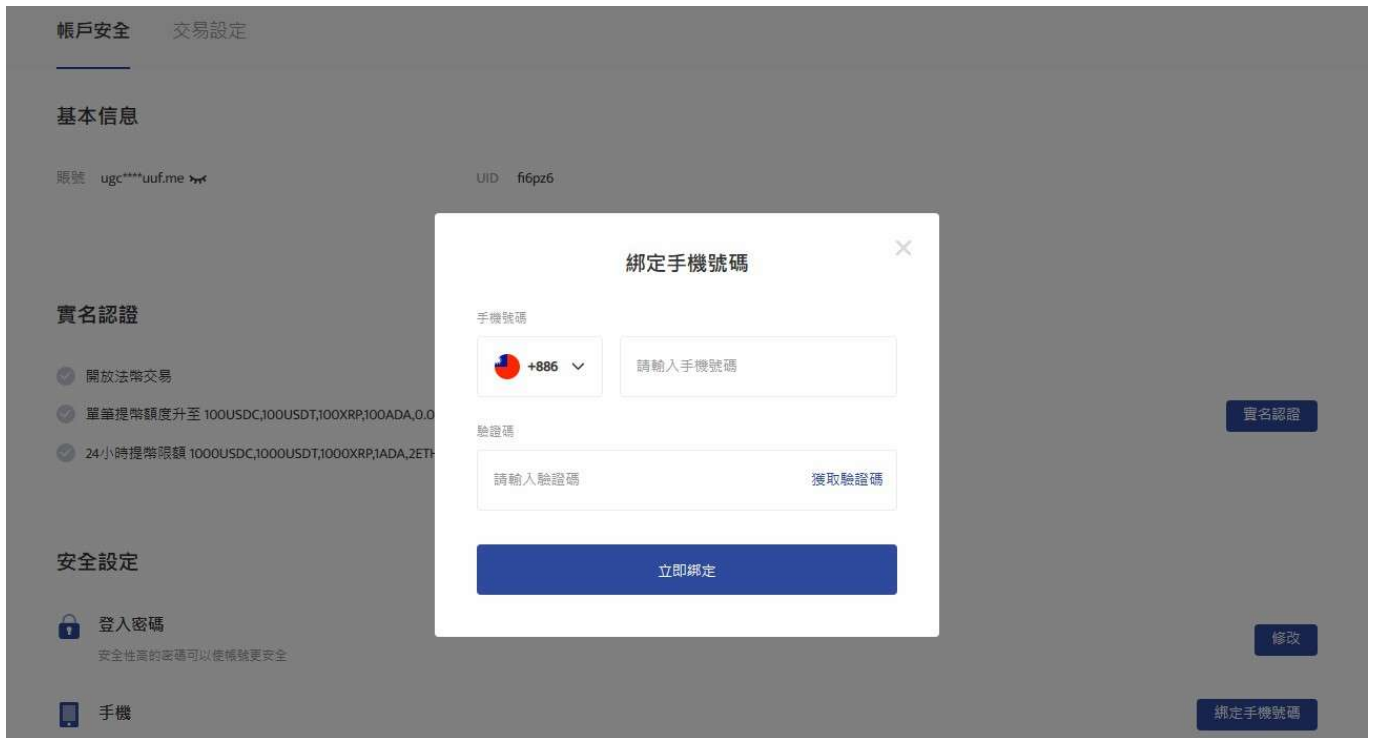 帳戶安全 交易設定
基本信息
賬號 ugc****uuf.me UID fi6pz6
綁定手機號碼
實名認證
手機號碼
+886 請輸入手機號碼
開放法幣交易
單筆提幣額度升至 100USDC,100USDT,100XRP,100ADA,0.0
實名認證
驗證碼
24小時提幣限額 1000USDC,1000USDT,1000XRP,1ADA,2ETH
請輸入驗證碼 獲取驗證碼
安全設定
立即綁定
登入密碼
修改
安全性高的密碼可以使帳號更安全
手機
綁定手機號碼